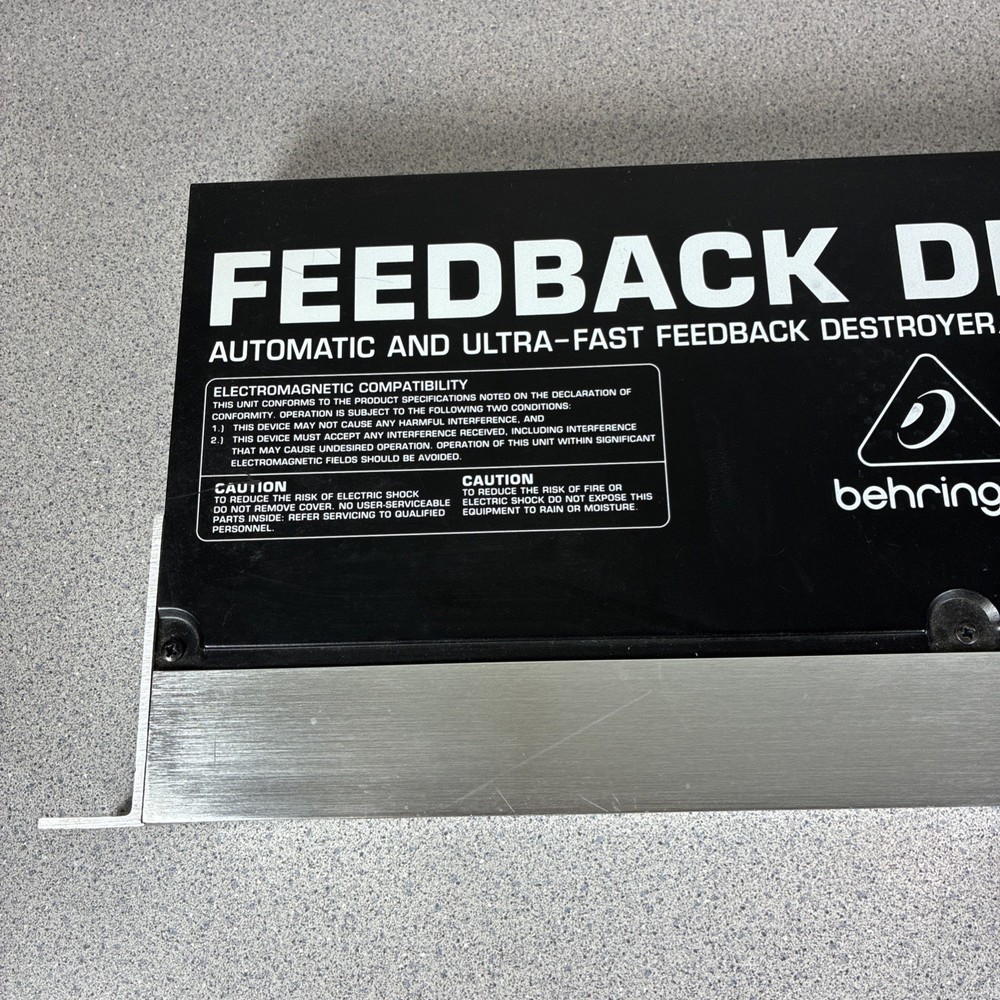 FEEDBACK DE
AUTOMATIC AND ULTRA-FAST FEEDBACK DESTROYER
ELECTROMAGNETIC COMPATIBILITY
THIS UNIT CONFORMS TO THE PRODUCT SPECIFICATIONS NOTED ON THE DECLARATION OF
CONFORMITY. OPERATION IS SUBJECT TO THE FOLLOWING TWO CONDITIONS:
1.) THIS DEVICE MAY NOT CAUSE ANY HARMFUL INTERFERENCE, AND
2.) THIS DEVICE MUST ACCEPT ANY INTERFERENCE RECEIVED, INCLUDING INTERFERENCE
THAT MAY CAUSE UNDESIRED OPERATION. OPERATION OF THIS UNIT WITHIN SIGNIFICANT
ELECTROMAGNETIC FIELDS SHOULD BE AVOIDED.
CAUTION
TO REDUCE THE RISK OF ELECTRIC SHOCK
DO NOT REMOVE COVER. NO USER-SERVICEABLE
PARTS INSIDE: REFER SERVICING TO QUALIFIED
PERSONNEL.
CAUTION
TO REDUCE THE RISK OF FIRE OR
ELECTRIC SHOCK DO NOT EXPOSE THIS
EQUIPMENT TO RAIN OR MOISTURE.
behring